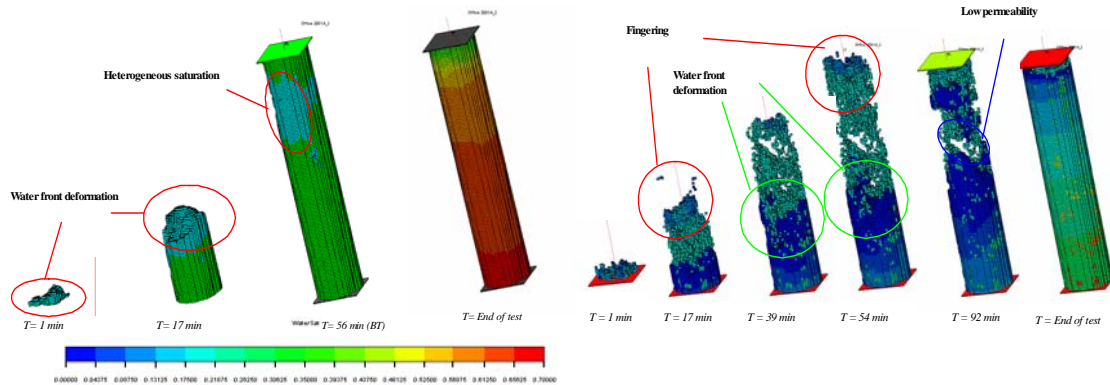 Low permeability
Fingering
Heterogeneous saturation
Water front
deformation
Water front deformation
T= 1 min
T= 17 min
WaterSat
T= 56 min (BT)
T= End of test
T = 1 min
T = 17 min
T = 39 min
T = 54 min
T = 92 min
T = End of test
0.00000 0.04375 0.08750 0.13125 0.17500 0.21875 0.26250 0.30625 0.35000 0.39375 0.43750 0.48125 0.52500 0.56875 0.61250 0.65625 0.70000